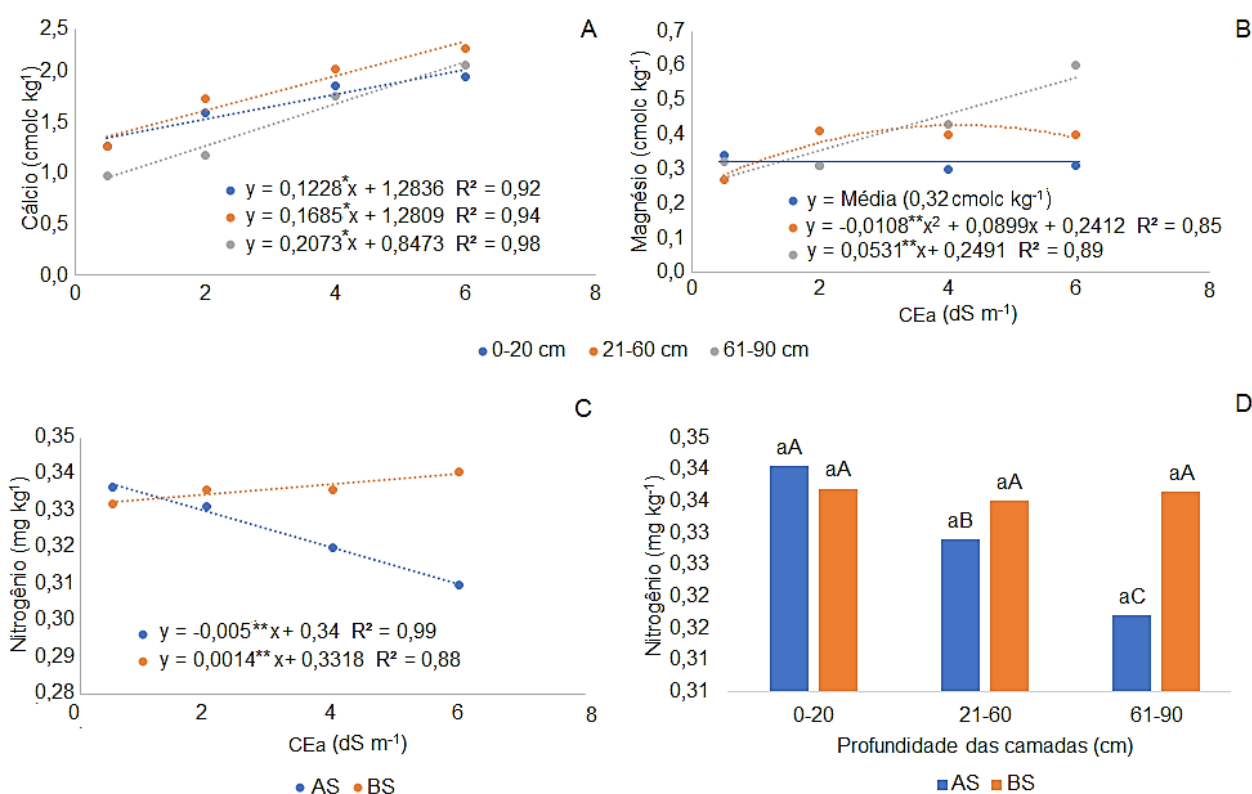 A
Cálcio (cmolc kg¹)
2,5
2,0
1,5
1,0
0,5
0,0
y = 0,1228*x + 1,2836 R² = 0,92
y = 0,1685*x + 1,2809 R² = 0,94
y = 0,2073*x + 0,8473 R² = 0,98
0 2 4 6 8
B
Magnésio (cmolc kg⁻¹)
0,7
0,6
0,5
0,4
0,3
0,2
0,1
0,0
y = Média (0,32 cmolc kg⁻¹)
y = -0,0108**x² + 0,0899x + 0,2412 R² = 0,85
y = 0,0531**x + 0,2491 R² = 0,89
0 2 4 6 8
CEa (dS m⁻¹)
0-20 cm 21-60 cm 61-90 cm
C
Nitrogênio (mg kg¹)
0,35
0,34
0,33
0,32
0,31
0,30
0,29
0,28
y = -0,005**x + 0,34 R² = 0,99
y = 0,0014** x + 0,3318 R² = 0,88
0 2 4 6 8
CEa (dS m⁻¹)
AS BS
D
Nitrogênio (mg kg⁻¹)
0,35
0,34
0,34
0,33
0,33
0,32
0,32
0,31
0,31
aA aA aB aA aC aA
0-20 21-60 61-90
Profundidade das camadas (cm)
AS BS